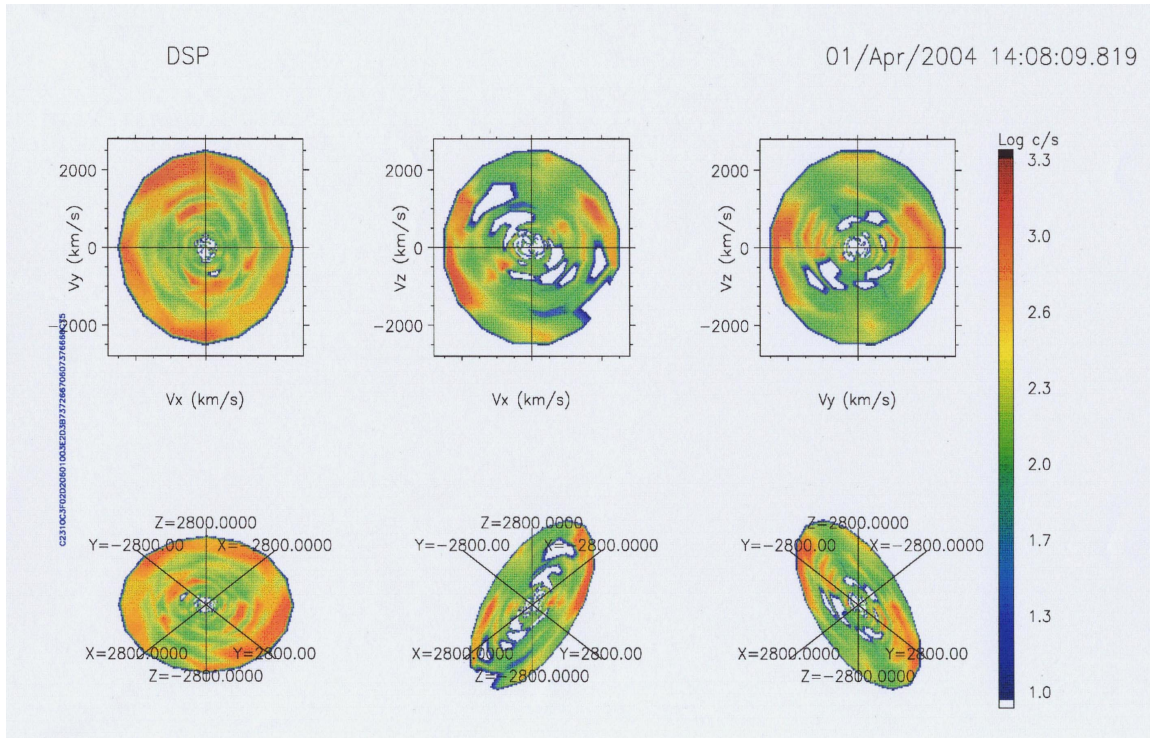 DSP
01/Apr/2004 14:08:09.819
Log c/s
3.3
3.0
2.6
2.3
2.0
1.7
1.3
1.0
2000
0
−2000
Vy (km/s)
Vx (km/s)
2000
0
−2000
Vz (km/s)
Vx (km/s)
2000
0
−2000
Vz (km/s)
Vy (km/s)
Z=2800.0000
Y=−2800.00 X=−2800.0000
X=2800.0000 Y=2800.00
Z=−2800.0000
Z=2800.0000
Y=−2800.00 X=−2800.0000
X=2800.0000 Y=2800.00
Z=−2800.0000
Z=2800.0000
Y=−2800.00 X=−2800.0000
X=2800.0000 Y=2800.00
Z=−2800.0000